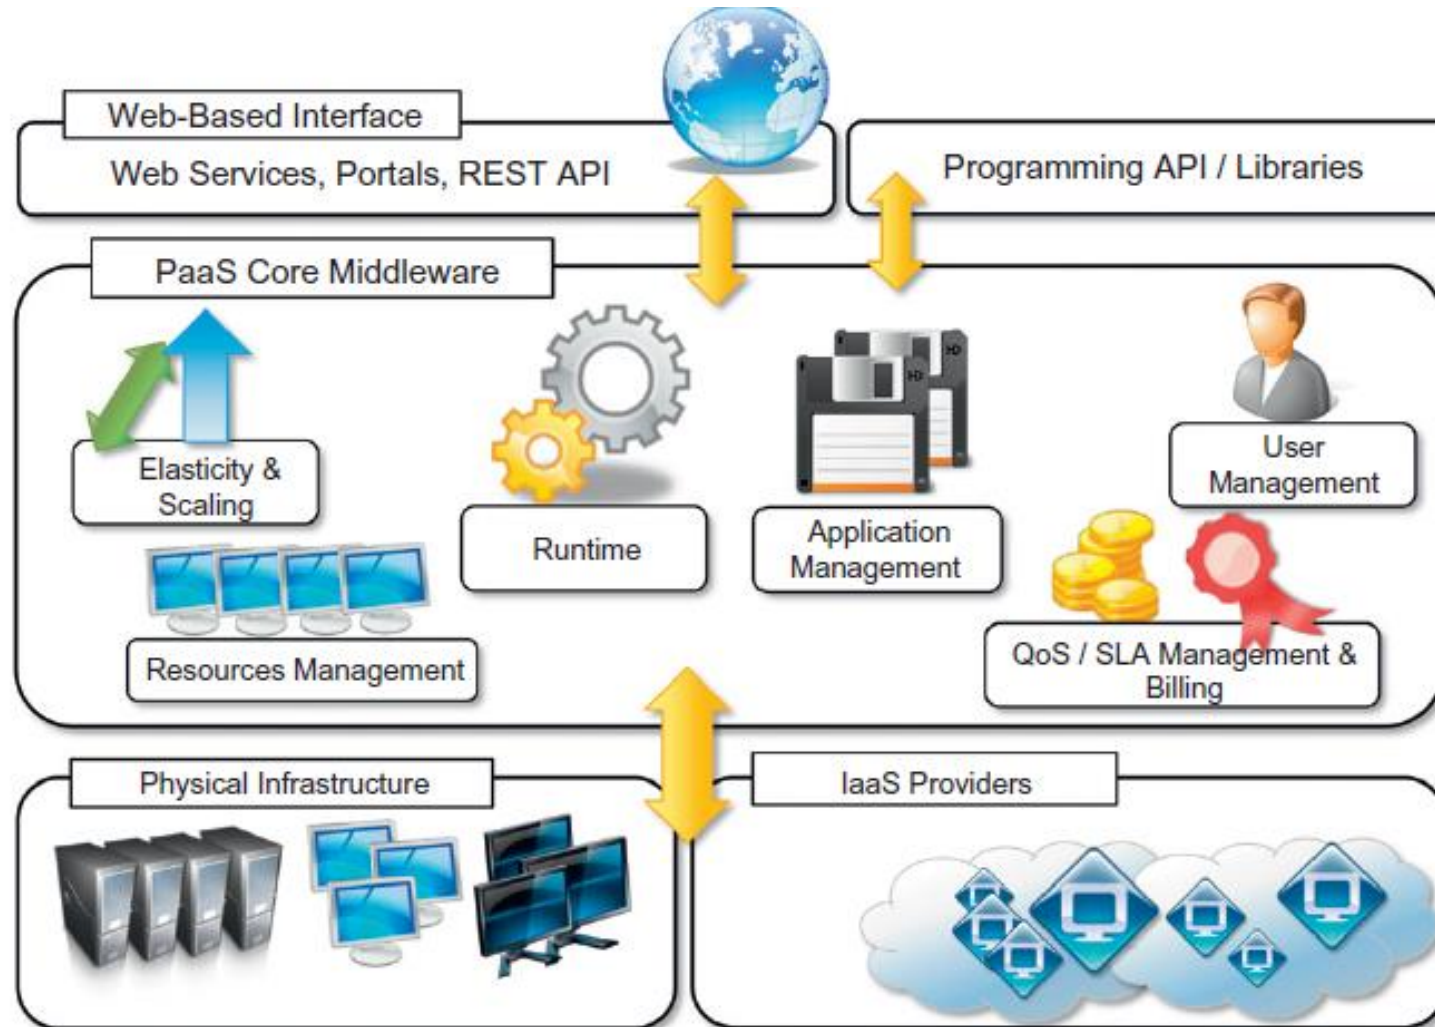 Web-Based Interface
Web Services, Portals, REST API
Programming API / Libraries
PaaS Core Middleware
Elasticity &
Scaling
Runtime
Application
Management
User
Management
Resources Management
QoS / SLA Management &
Billing
Physical Infrastructure
IaaS Providers